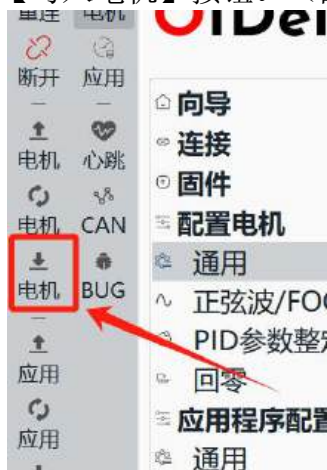 重连 电机
断开 应用
电机 心跳
电机 CAN
电机 BUG
应用
应用
向导
连接
固件
配置电机
通用
正弦波/FOC
PID参数整定
回零
应用程序配置
通用